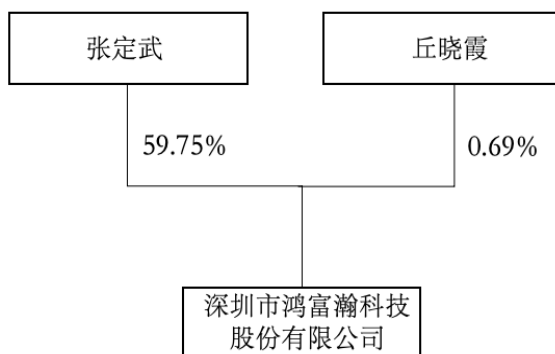 张定武
丘晓霞
59.75%
0.69%
深圳市鸿富瀚科技
股份有限公司